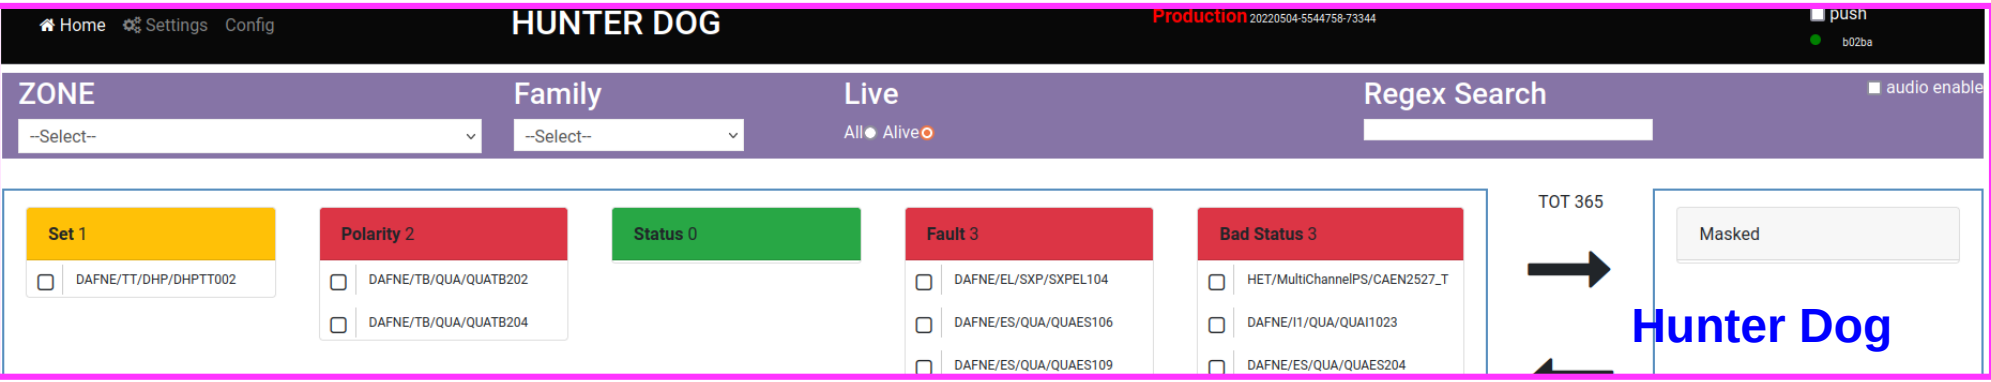 Home Settings Config
HUNTER DOG
Production 20220504-5544758-73344
push
b02ba
ZONE
--Select--
Family
--Select--
Live
All Alive
Regex Search
audio enable
Set 1
DAFNE/TT/DHP/DHPTT002
Polarity 2
DAFNE/TB/QUA/QUATB202
DAFNE/TB/QUA/QUATB204
Status 0
Fault 3
DAFNE/EL/SXP/SXPEL104
DAFNE/ES/QUA/QUAES106
DAFNE/ES/QUA/QUAES109
Bad Status 3
HET/MultiChannelPS/CAEN2527_T
DAFNE/I1/QUA/QUAI1023
DAFNE/ES/QUA/QUAES204
TOT 365
Masked
Hunter Dog